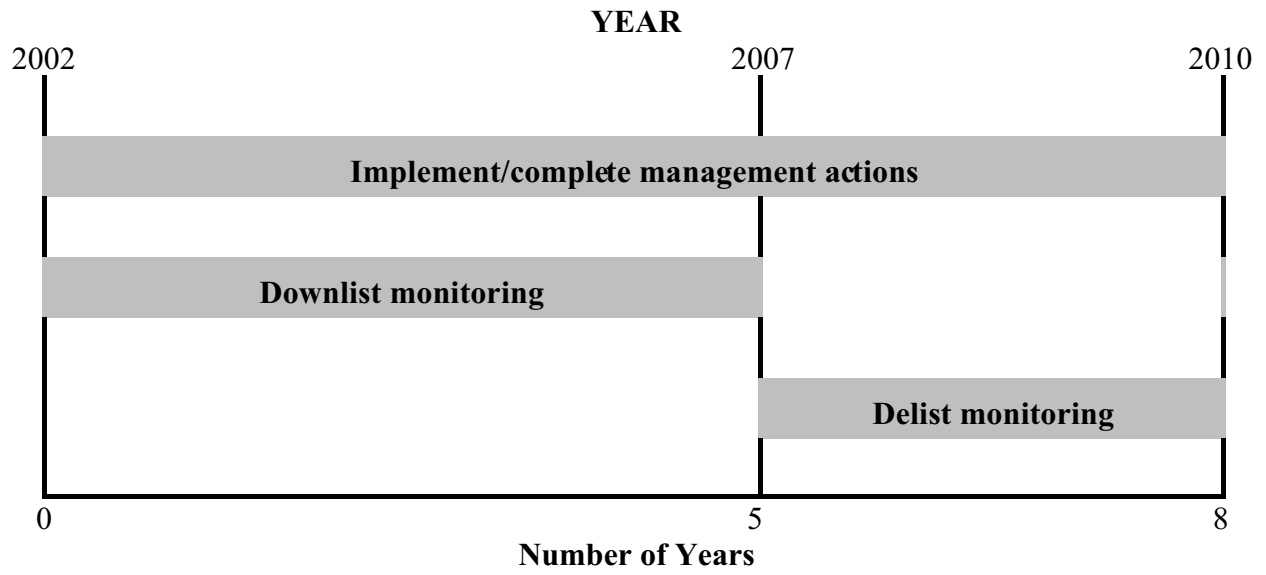 YEAR
2002 2007 2010
Implement/complete management actions
Downlist monitoring
Delist monitoring
0 5 8
Number of Years